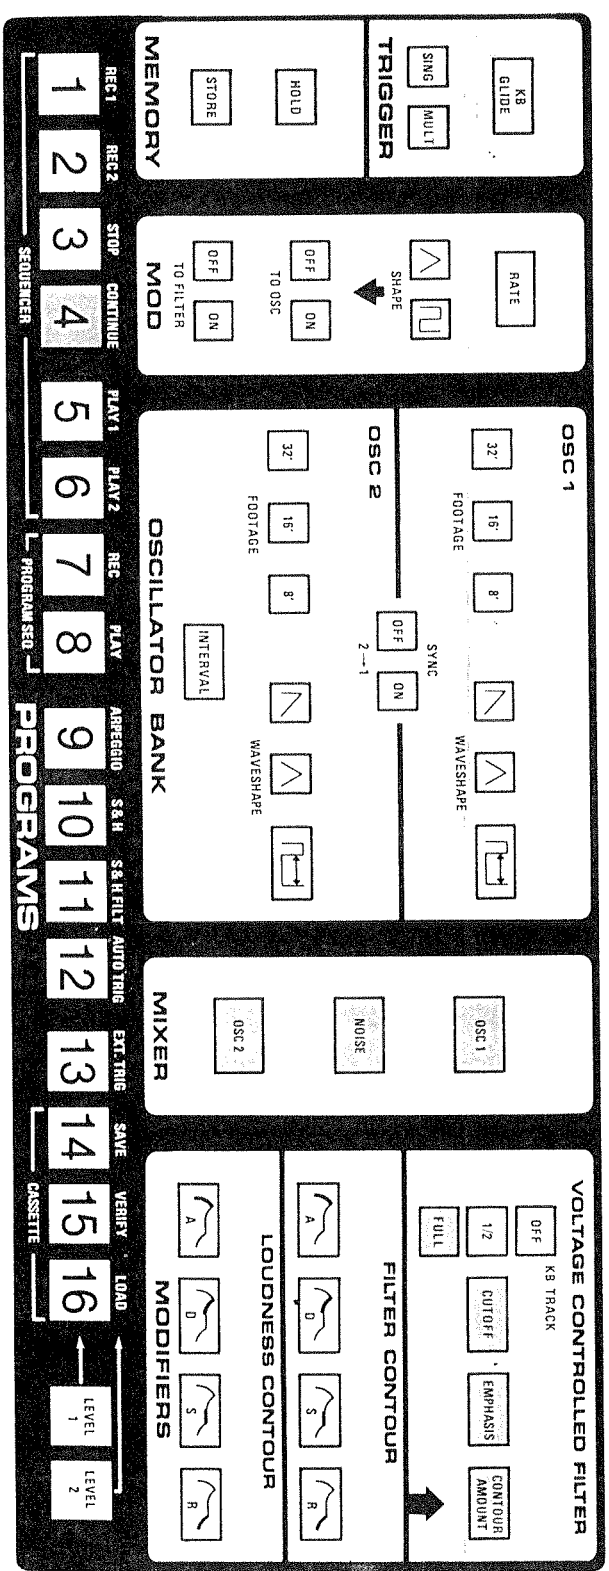 KB
GLIDE
SING
MULT
TRIGGER
HOLD
STORE
MEMORY
RATE
SHAPE
OFF
ON
TO OSC
OFF
ON
TO FILTER
MOD
OSC 1
32'
16'
8'
FOOTAGE
WAVESHAPE
SYNC
OFF
ON
2→1
OSC 2
32'
16'
8'
FOOTAGE
WAVESHAPE
INTERVAL
OSCILLATOR BANK
OSC 1
NOISE
OSC 2
MIXER
VOLTAGE CONTROLLED FILTER
OFF
KB TRACK
1/2
FULL
CUTOFF
EMPHASIS
CONTOUR
AMOUNT
FILTER CONTOUR
A
D
S
R
LOUDNESS CONTOUR
A
D
S
R
MODIFIERS
REC 1
REC 2
STOP
CONTINUE
PLAY 1
PLAY 2
REC
PLAY
ARPEGGIO
S & H
S & H FILT
AUTO TRIG
EXT. TRIG
SAVE
VERIFY
LOAD
1
2
3
4
5
6
7
8
9
10
11
12
13
14
15
16
LEVEL
1
LEVEL
2
SEQUENCER
PROGRAM SEQ
PROGRAMS
CASSETTE